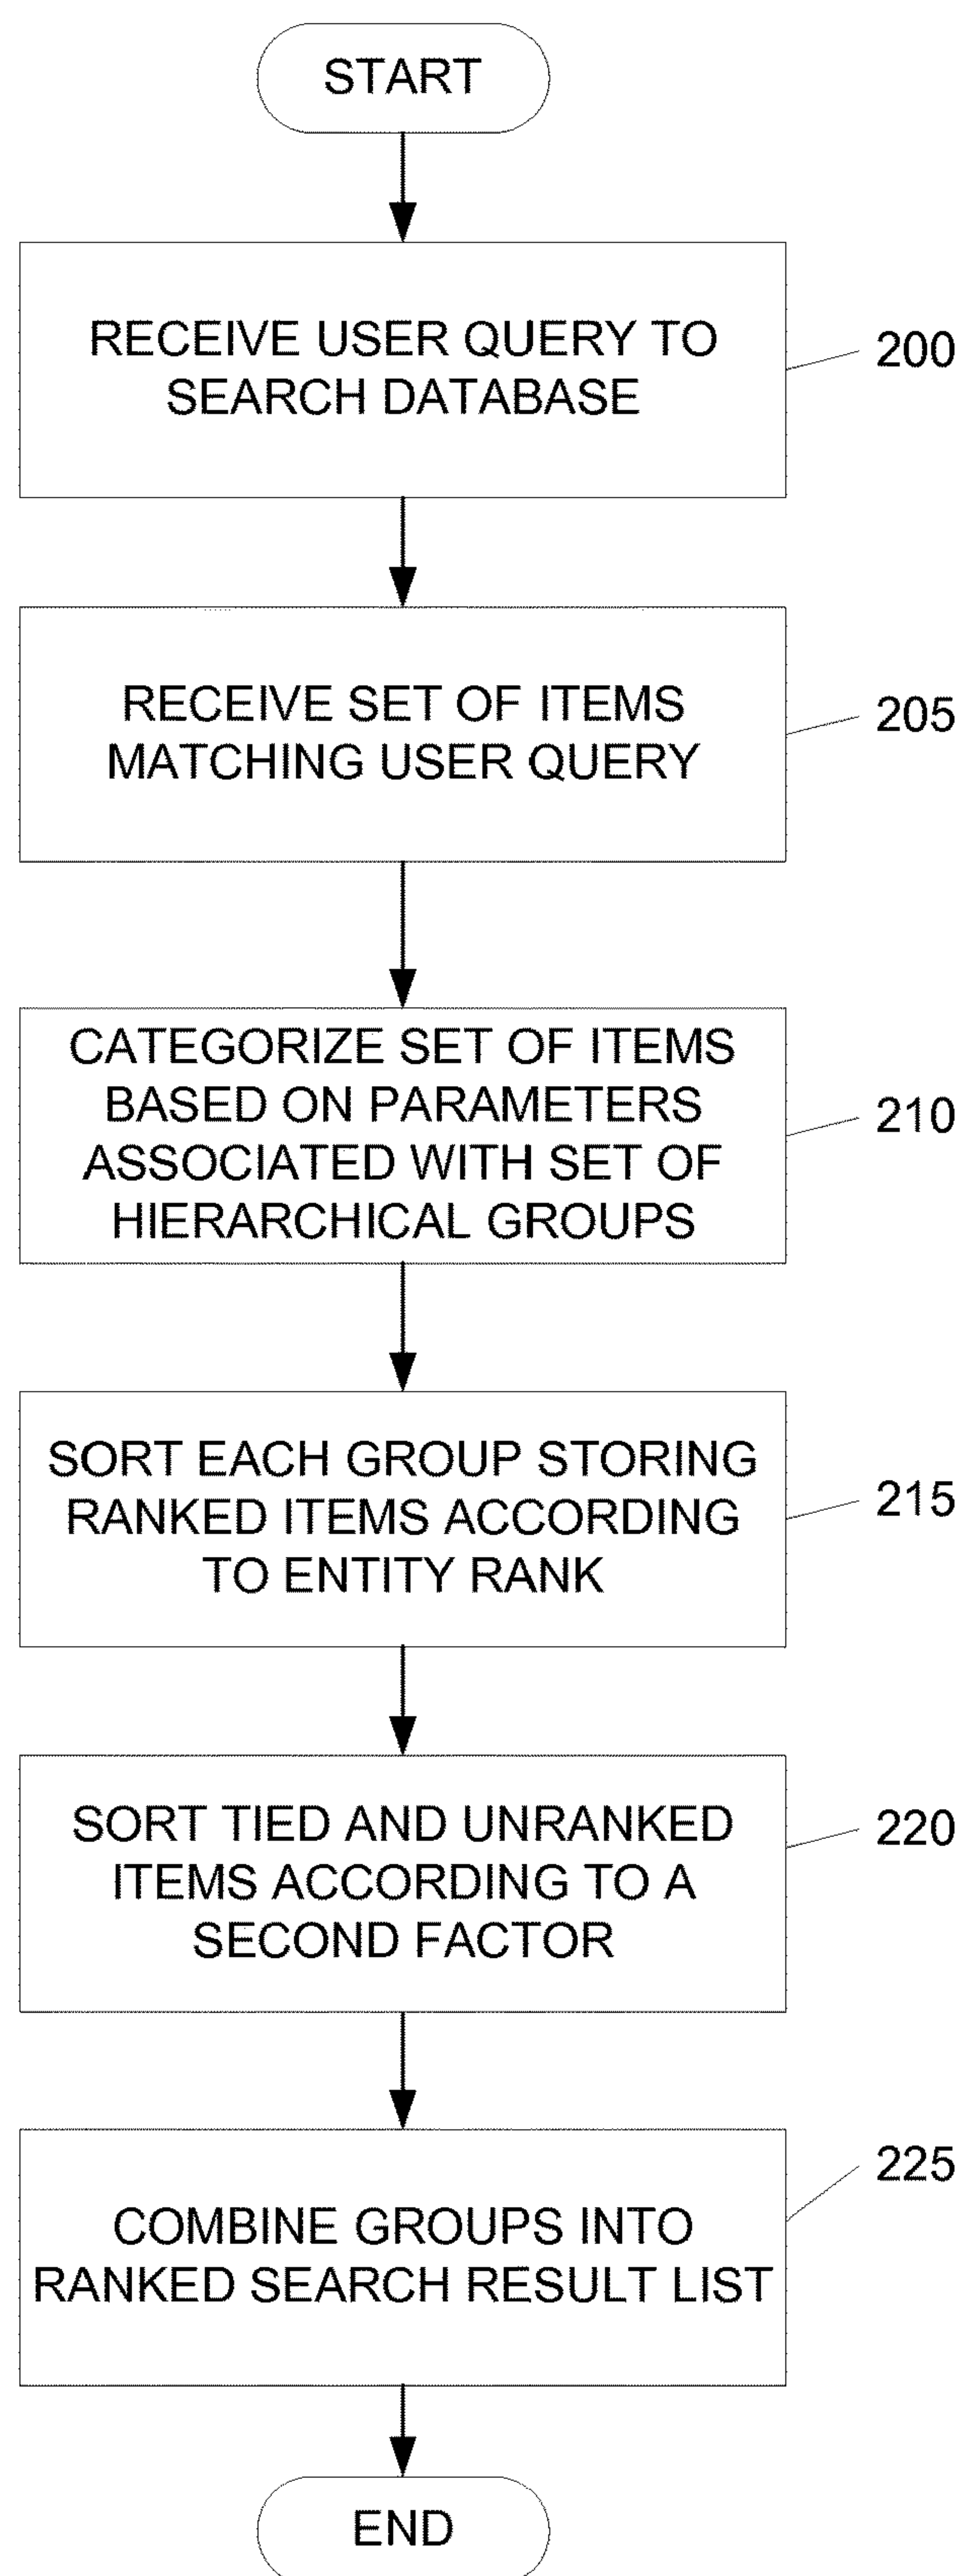 START
RECEIVE USER QUERY TO
SEARCH DATABASE
200
RECEIVE SET OF ITEMS
MATCHING USER QUERY
205
CATEGORIZE SET OF ITEMS
BASED ON PARAMETERS
ASSOCIATED WITH SET OF
HIERARCHICAL GROUPS
210
SORT EACH GROUP STORING
RANKED ITEMS ACCORDING
TO ENTITY RANK
215
SORT TIED AND UNRANKED
ITEMS ACCORDING TO A
SECOND FACTOR
220
COMBINE GROUPS INTO
RANKED SEARCH RESULT LIST
225
END